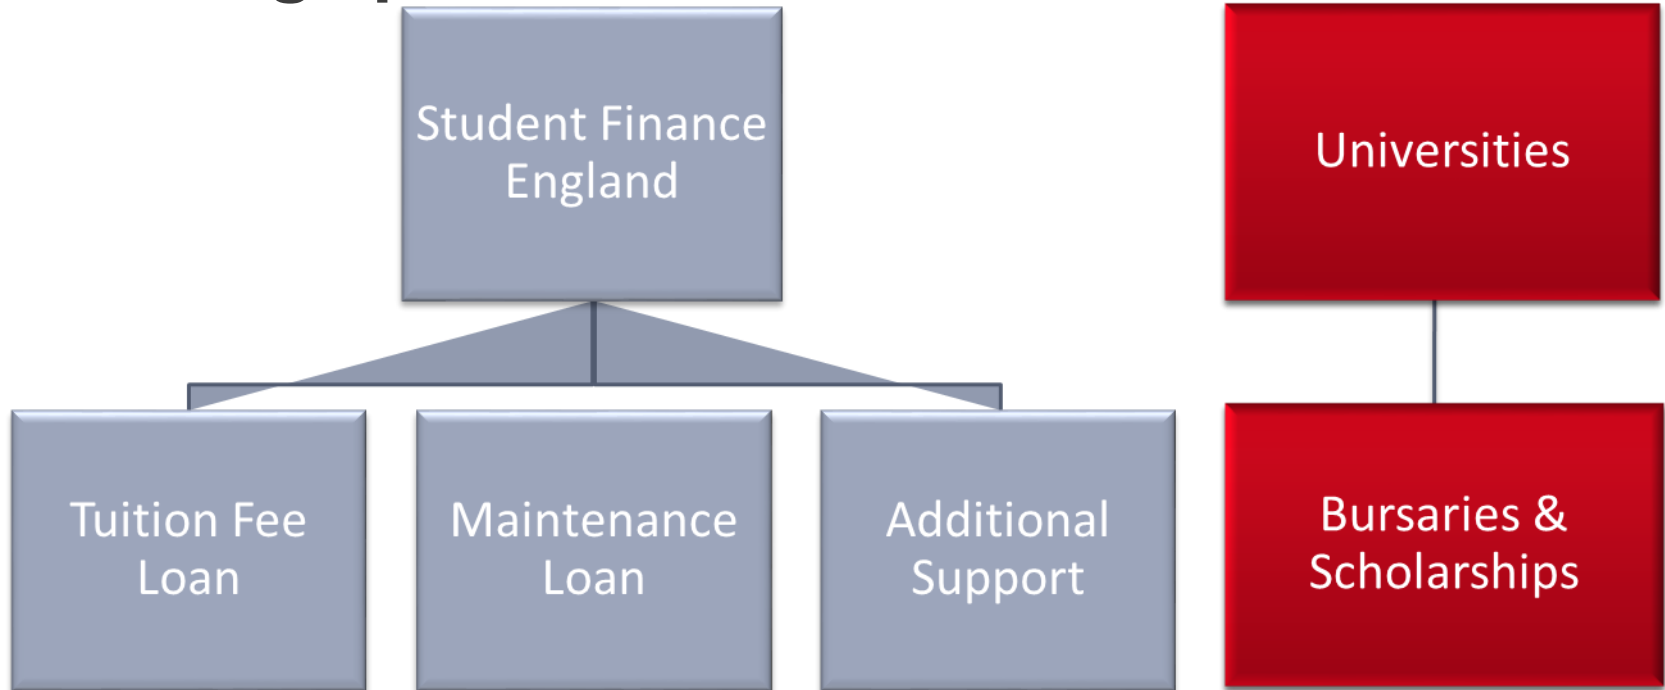 Student Finance
England
Universities
Tuition Fee
Loan
Maintenance
Loan
Additional
Support
Bursaries &
Scholarships